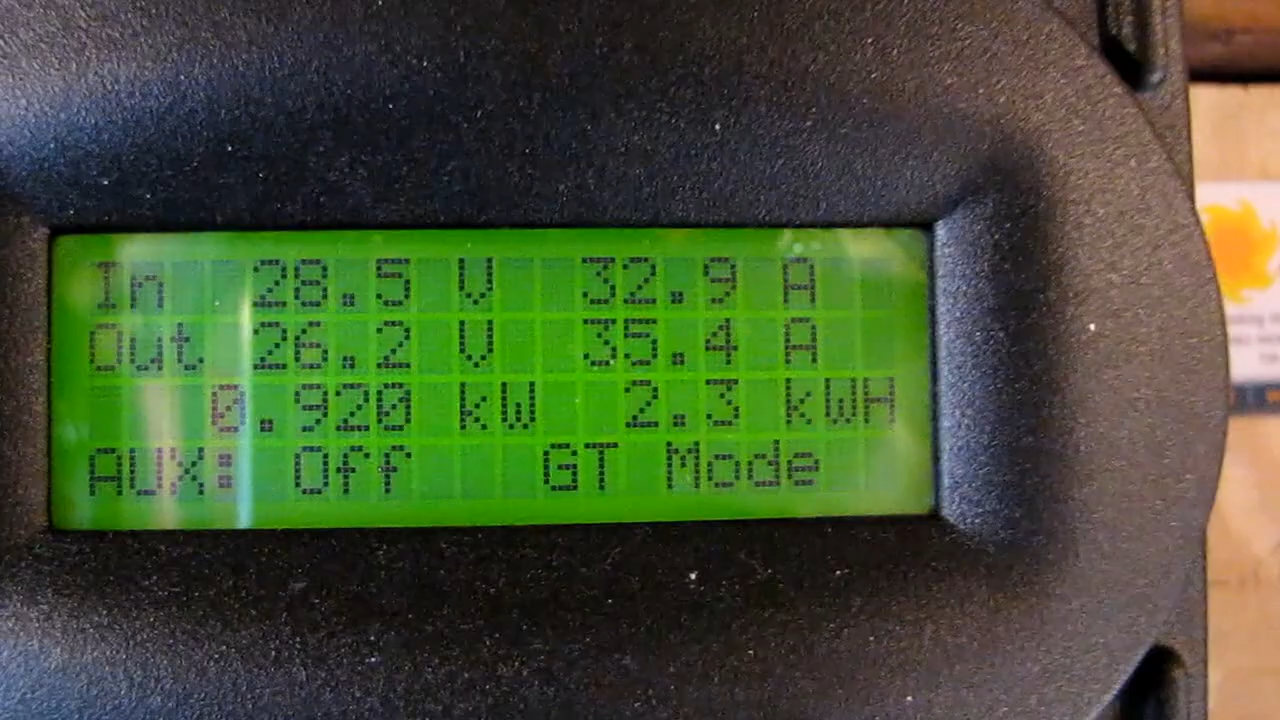 In 28.5 V 32.9 A
Out 26.2 V 35.4 A
0.920 kW 2.3 kWH
AUX: Off GT Mode